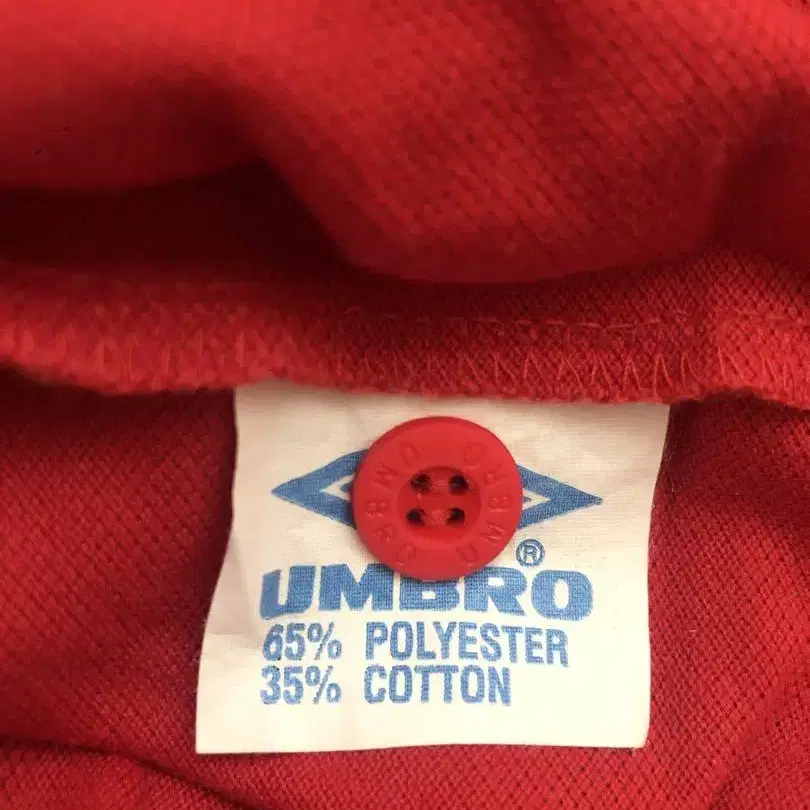 UMBRO UMBRO
UMBRO®
65% POLYESTER
35% COTTON